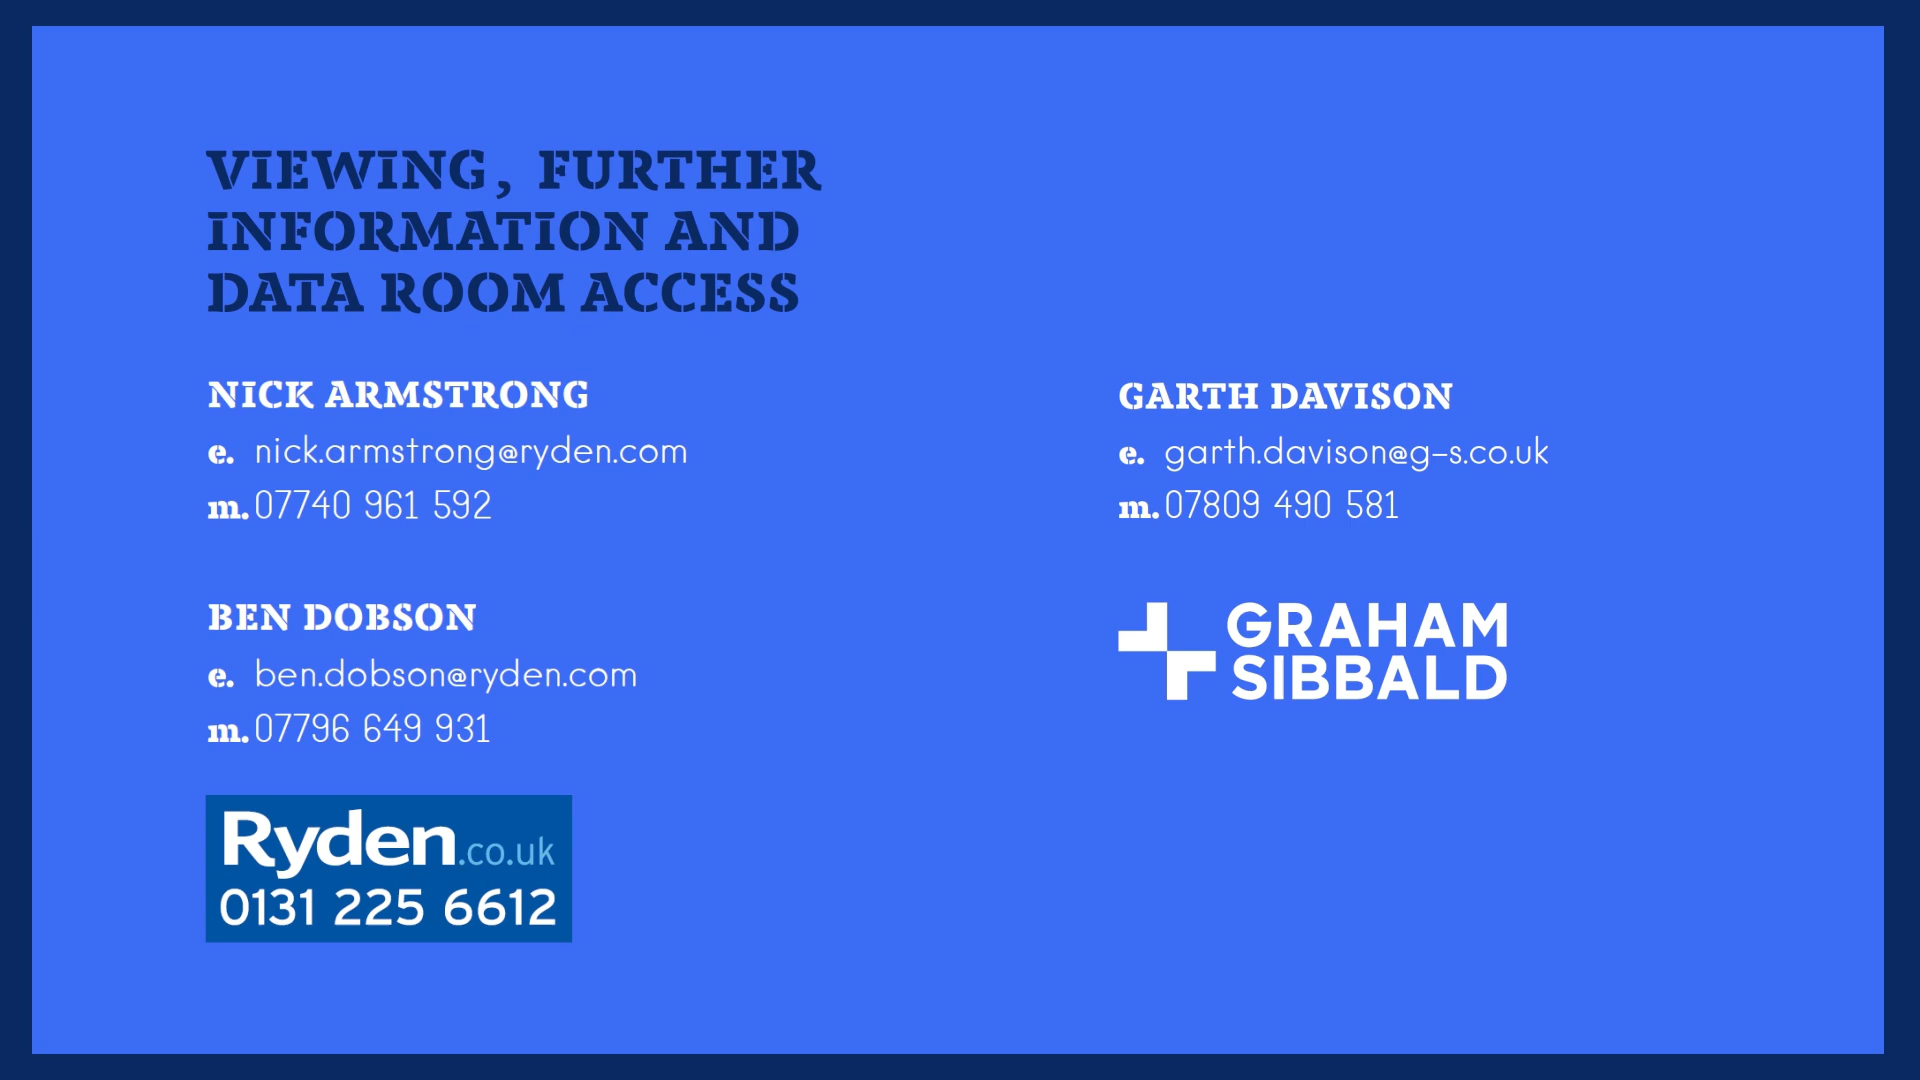 VIEWING, FURTHER
INFORMATION AND
DATA ROOM ACCESS
NICK ARMSTRONG
e. nick.armstrong@ryden.com
m. 07740 961 592
BEN DOBSON
e. ben.dobson@ryden.com
m. 07796 649 931
Ryden.co.uk
0131 225 6612
GARTH DAVISON
e. garth.davison@g-s.co.uk
m. 07809 490 581
GRAHAM
SIBBALD